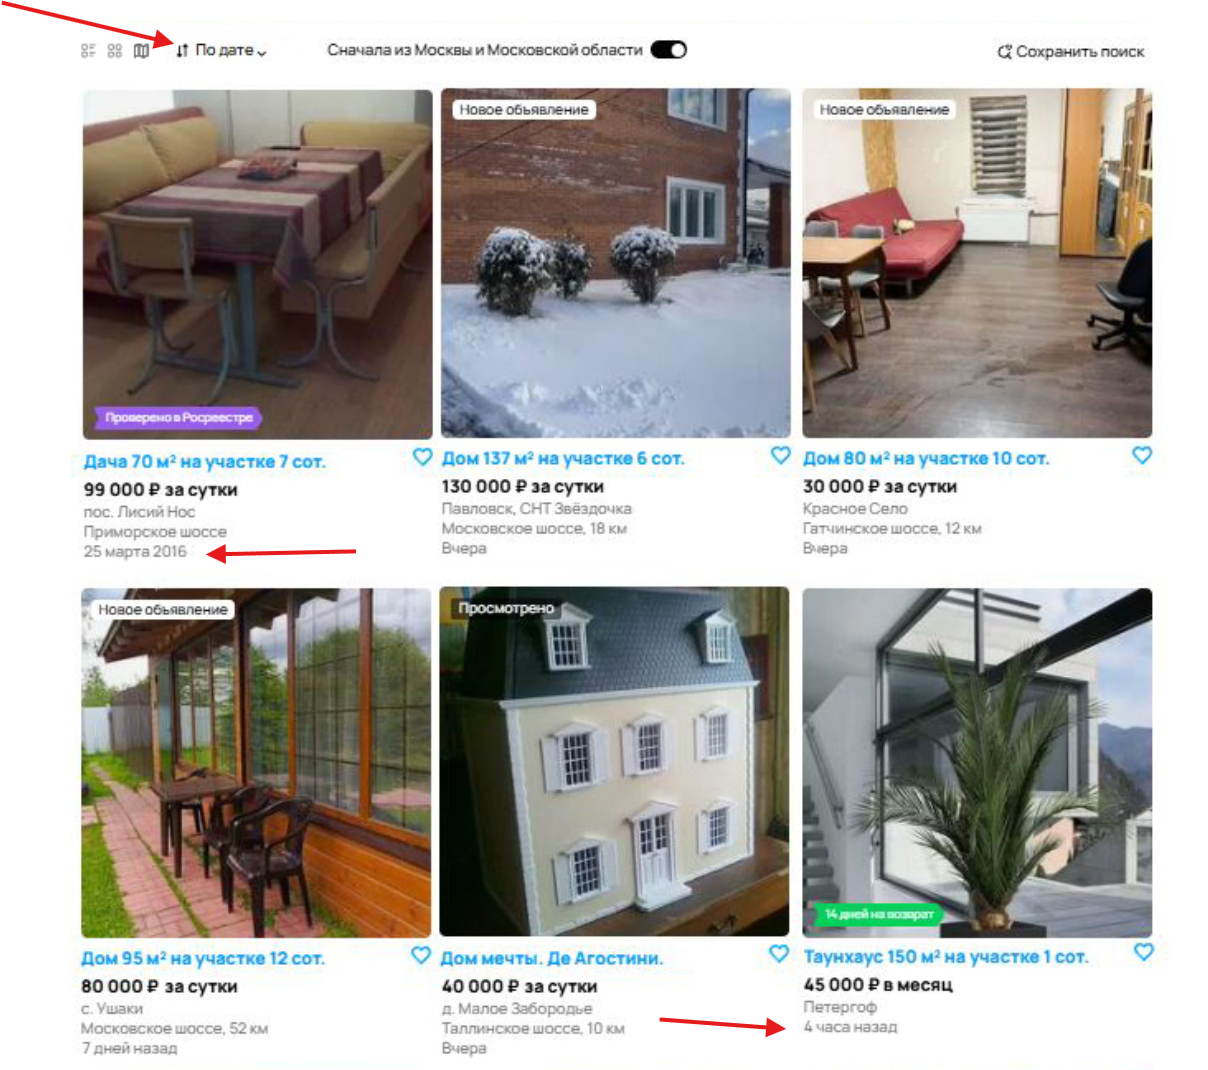 По дате
Сначала из Москвы и Московской области
Сохранить поиск
Проверено в Росреестре
Дача 70 м² на участке 7 сот.
99 000 ₽ за сутки
пос. Лисий Нос
Приморское шоссе
25 марта 2016
Новое объявление
Дом 137 м² на участке 6 сот.
130 000 ₽ за сутки
Павловск, СНТ Звёздочка
Московское шоссе, 18 км
Вчера
Новое объявление
Дом 80 м² на участке 10 сот.
30 000 ₽ за сутки
Красное Село
Гатчинское шоссе, 12 км
Вчера
Новое объявление
Дом 95 м² на участке 12 сот.
80 000 ₽ за сутки
с. Ушаки
Московское шоссе, 52 км
7 дней назад
Просмотрено
Дом мечты. Де Агостини.
40 000 ₽ за сутки
д. Малое Забородье
Таллинское шоссе, 10 км
Вчера
14 дней на возврат
Таунхаус 150 м² на участке 1 сот.
45 000 ₽ в месяц
Петергоф
4 часа назад